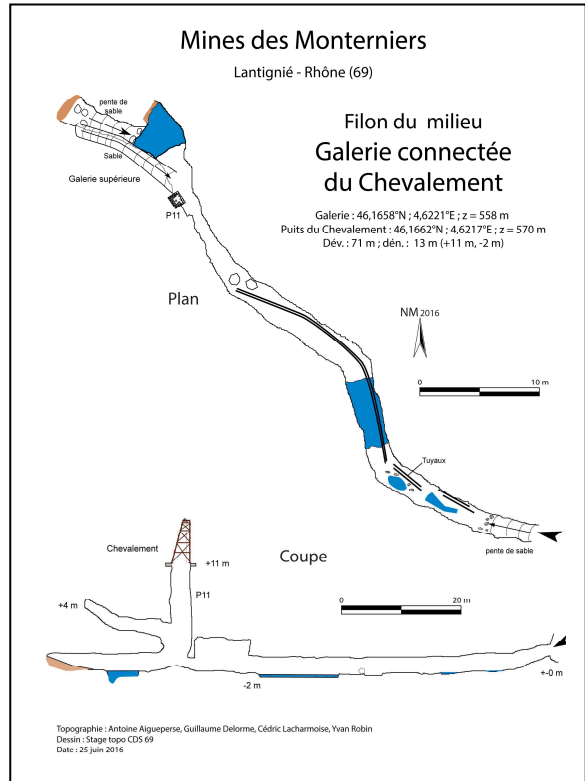 Mines des Monterniers
Lantignié - Rhône (69)
pente de
sable
Sable
Galerie supérieure
P11
Filon du milieu
Galerie connectée
du Chevalement
Galerie : 46,1658°N ; 4,6221°E ; z = 558 m
Puits du Chevalement : 46,1662°N ; 4,6217°E ; z = 570 m
Dév. : 71 m ; dén. : 13 m (+11 m, -2 m)
Plan
NM 2016
0 10 m
Tuyaux
pente de sable
Chevalement
+11 m
Coupe
P11
+4 m
0 20 m
+-0 m
-2 m
Topographie : Antoine Aigueperse, Guillaume Delorme, Cédric Lacharmoise, Yvan Robin
Dessin : Stage topo CDS 69
Date : 25 juin 2016